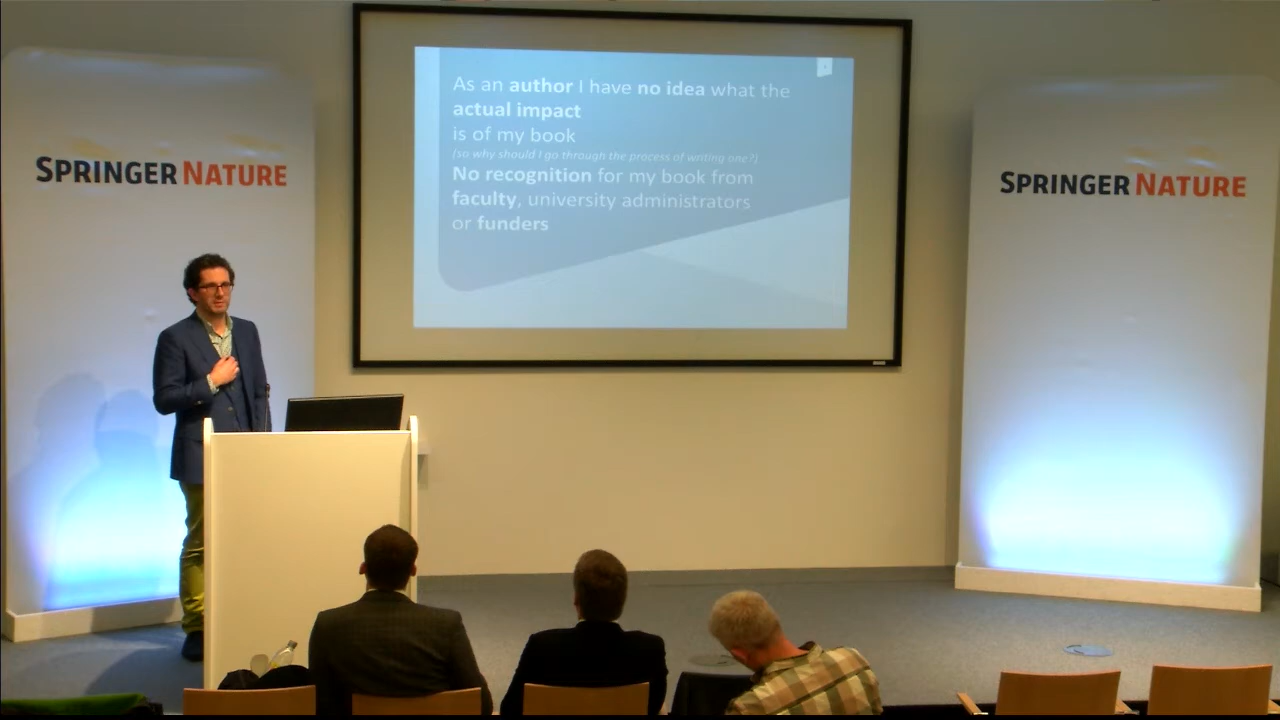 SPRINGER NATURE
As an author I have no idea what the
actual impact
is of my book
(so why should I go through the process of writing one?)
No recognition for my book from
faculty, university administrators
or funders
SPRINGER NATURE